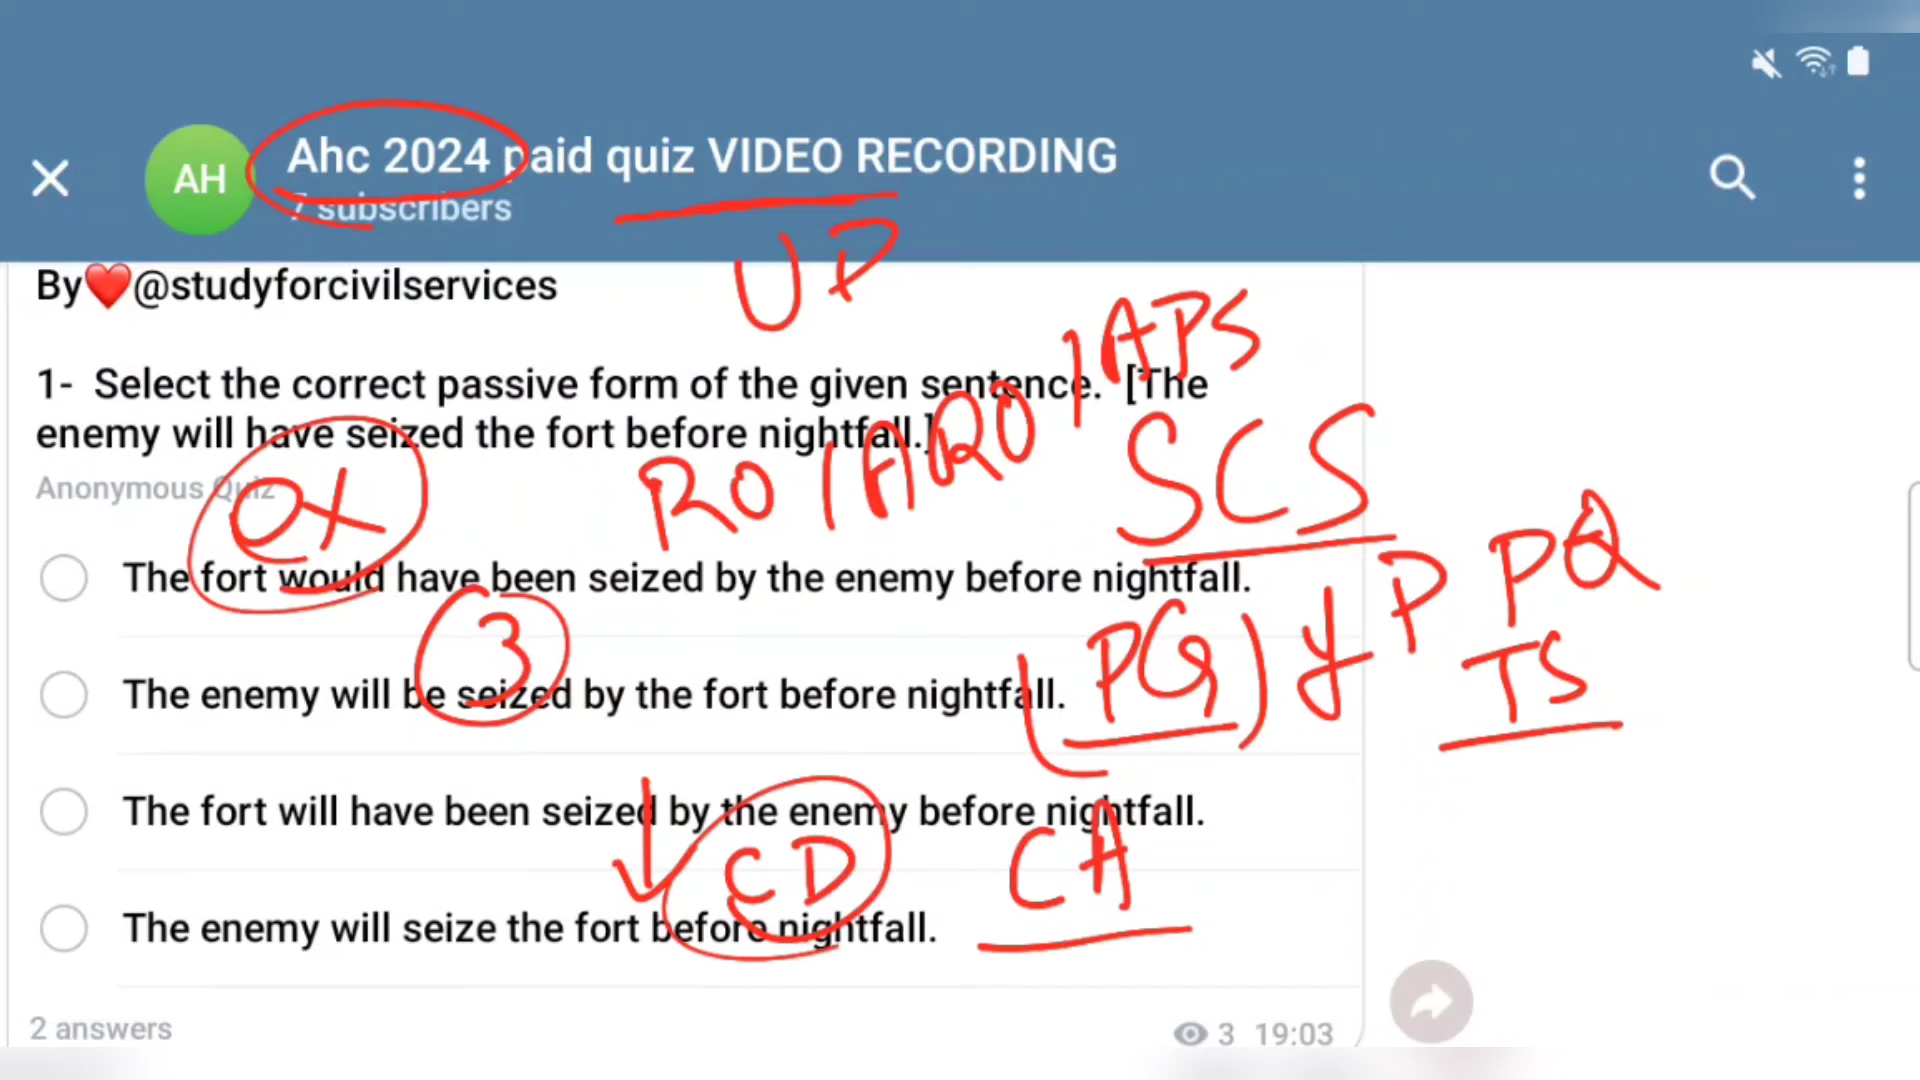 AH
Ahc 2024 paid quiz VIDEO RECORDING
7 subscribers
UP
By❤️@studyforcivilservices
1- Select the correct passive form of the given sentence. [The
enemy will have seized the fort before nightfall.]
Anonymous Quiz
RO/ARO/APS
SCS
The fort would have been seized by the enemy before nightfall.
3
The enemy will be seized by the fort before nightfall.
PPQ
TS
The fort will have been seized by the enemy before nightfall.
CD
CA
The enemy will seize the fort before nightfall.
2 answers
3 19:03